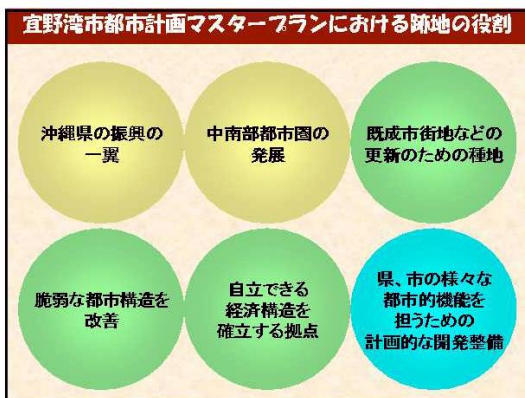 宜野湾市都市計画マスタープランにおける跡地の役割
沖縄県の振興の
一翼
中南部都市圏の
発展
既成市街地などの
更新のための種地
脆弱な都市構造を
改善
自立できる
経済構造を
確立する拠点
県、市の様々な
都市的機能を
担うための
計画的な開発整備